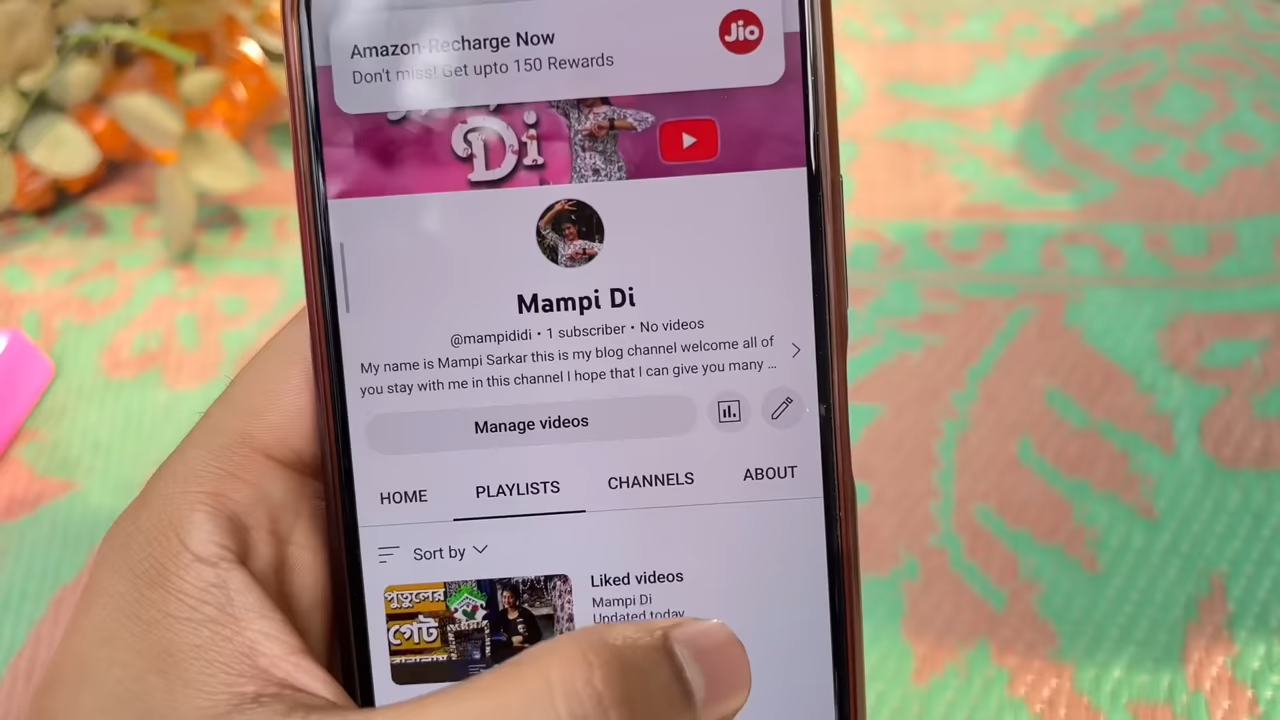 Amazon-Recharge Now
Jio
Don't miss! Get upto 150 Rewards
Di
Mampi Di
@mampididi • 1 subscriber • No videos
My name is Mampi Sarkar this is my blog channel welcome all of
you stay with me in this channel I hope that I can give you many ...
Manage videos
HOME
PLAYLISTS
CHANNELS
ABOUT
Sort by
পুতুলের
গেট
Liked videos
Mampi Di
Updated today